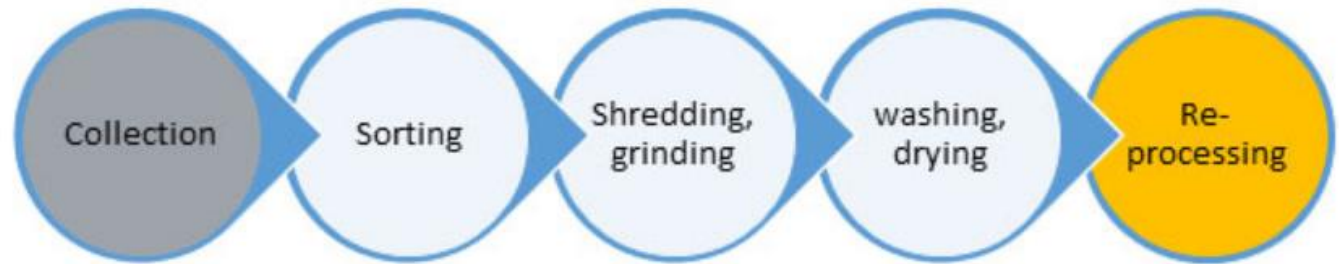 Collection
Sorting
Shredding,
grinding
washing,
drying
Re-
processing